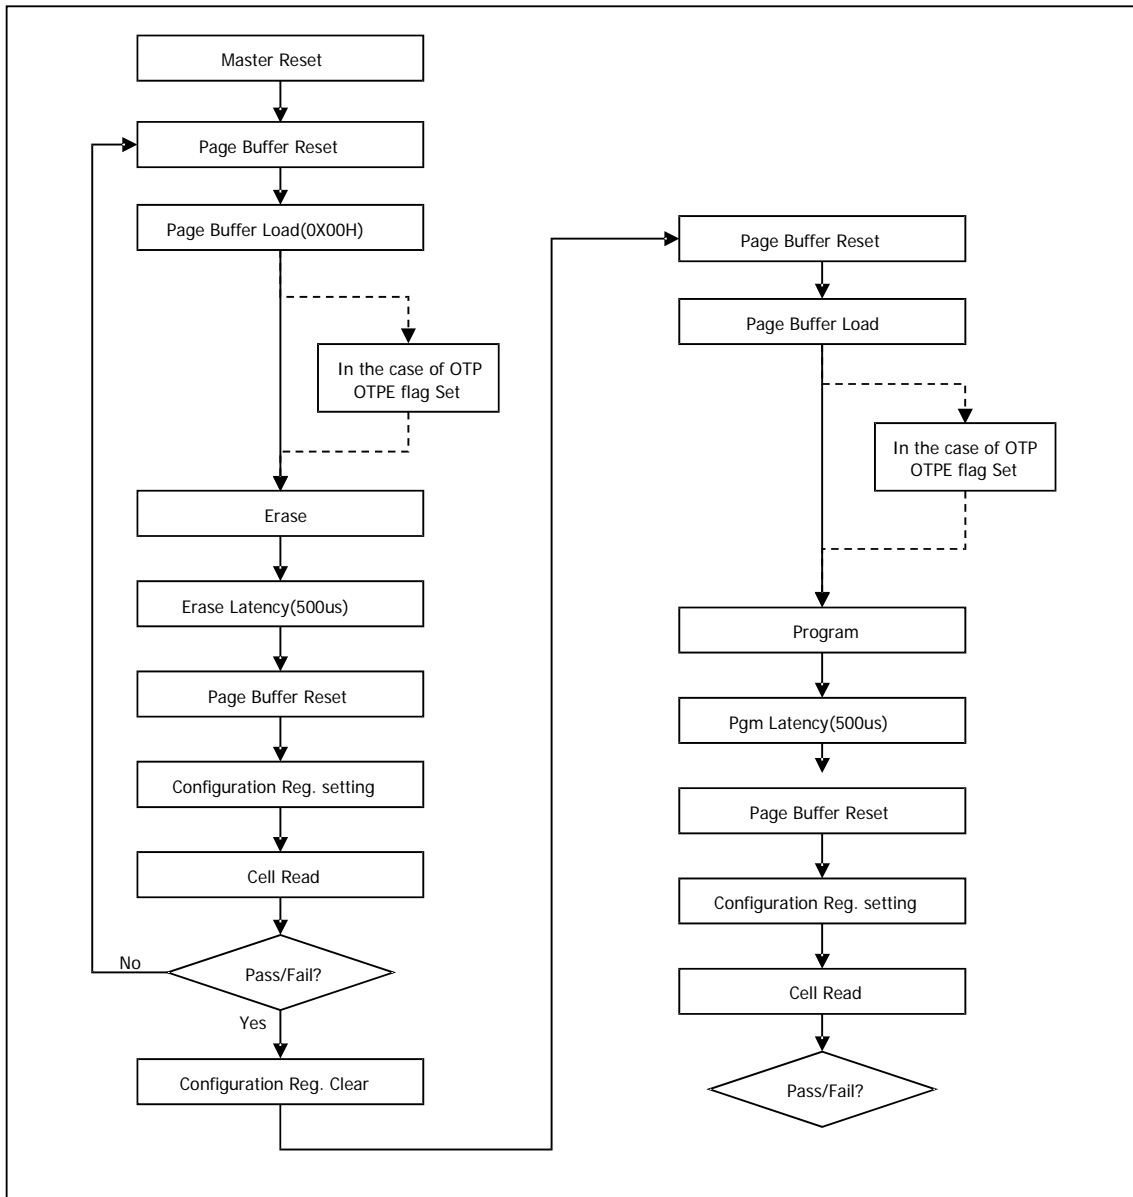 Master Reset
Page Buffer Reset
Page Buffer Load(0X00H)
In the case of OTP
OTPE flag Set
Erase
Erase Latency(500us)
Page Buffer Reset
Configuration Reg. setting
Cell Read
Pass/Fail?
No
Yes
Configuration Reg. Clear
Page Buffer Reset
Page Buffer Load
In the case of OTP
OTPE flag Set
Program
Pgm Latency(500us)
Page Buffer Reset
Configuration Reg. setting
Cell Read
Pass/Fail?